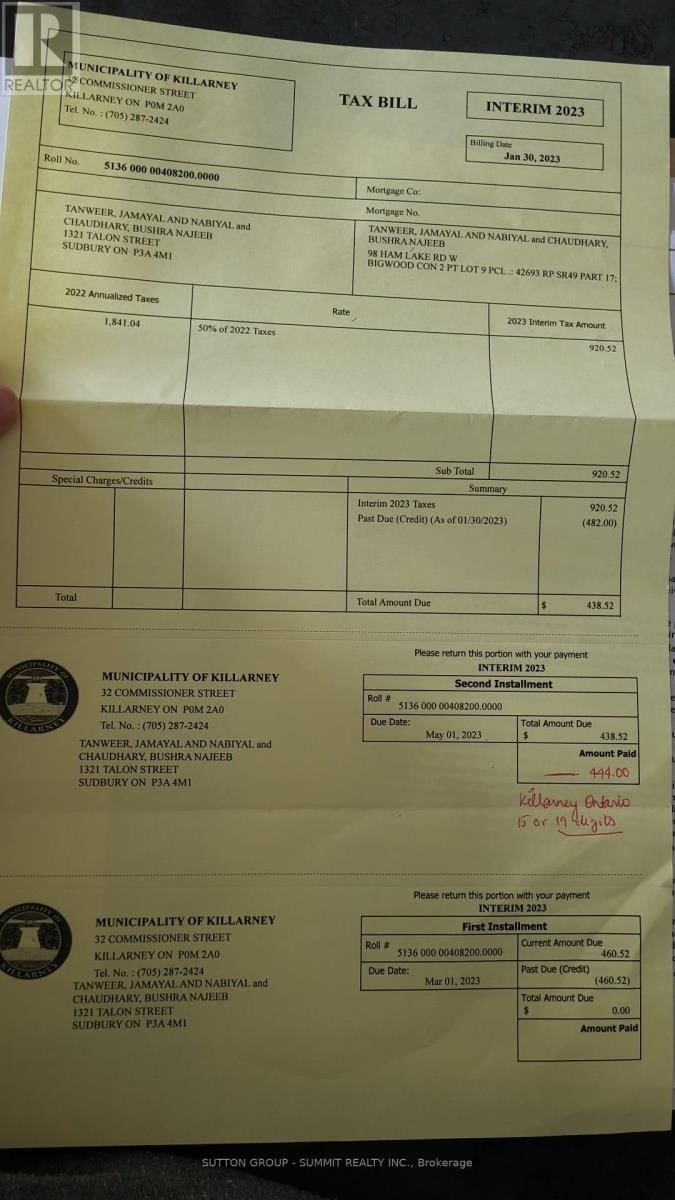 REALTOR
MUNICIPALITY OF KILLARNEY
32 COMMISSIONER STREET
KILLARNEY ON P0M 2A0
Tel. No. : (705) 287-2424
TAX BILL
INTERIM 2023
Billing Date
Jan 30, 2023
Roll No. 5136 000 00408200.0000
Mortgage Co:
Mortgage No.
TANWEER, JAMAYAL AND NABIYAL and
CHAUDHARY, BUSHRA NAJEEB
1321 TALON STREET
SUDBURY ON P3A 4M1
TANWEER, JAMAYAL AND NABIYAL and CHAUDHARY,
BUSHRA NAJEEB
98 HAM LAKE RD W
BIGWOOD CON 2 PT LOT 9 PCL .: 42693 RP SR49 PART 17;
2022 Annualized Taxes Rate 2023 Interim Tax Amount
1,841.04 50% of 2022 Taxes 920.52
Sub Total 920.52
Special Charges/Credits Summary
Interim 2023 Taxes 920.52
Past Due (Credit) (As of 01/30/2023) (482.00)
Total Total Amount Due $ 438.52
Please return this portion with your payment
INTERIM 2023
Second Installment
Roll # 5136 000 00408200.0000
Due Date: May 01, 2023
Total Amount Due
$ 438.52
Amount Paid
444.00
Killarney Ontario
15 or 19 digits
MUNICIPALITY OF KILLARNEY
MUNICIPALITY OF KILLARNEY
32 COMMISSIONER STREET
KILLARNEY ON P0M 2A0
Tel. No. : (705) 287-2424
TANWEER, JAMAYAL AND NABIYAL and
CHAUDHARY, BUSHRA NAJEEB
1321 TALON STREET
SUDBURY ON P3A 4M1
Please return this portion with your payment
INTERIM 2023
First Installment
Roll # 5136 000 00408200.0000
Due Date: Mar 01, 2023
Current Amount Due
460.52
Past Due (Credit)
(460.52)
Total Amount Due
$ 0.00
Amount Paid
MUNICIPALITY OF KILLARNEY
MUNICIPALITY OF KILLARNEY
32 COMMISSIONER STREET
KILLARNEY ON P0M 2A0
Tel. No. : (705) 287-2424
TANWEER, JAMAYAL AND NABIYAL and
CHAUDHARY, BUSHRA NAJEEB
1321 TALON STREET
SUDBURY ON P3A 4M1
SUTTON GROUP - SUMMIT REALTY INC., Brokerage